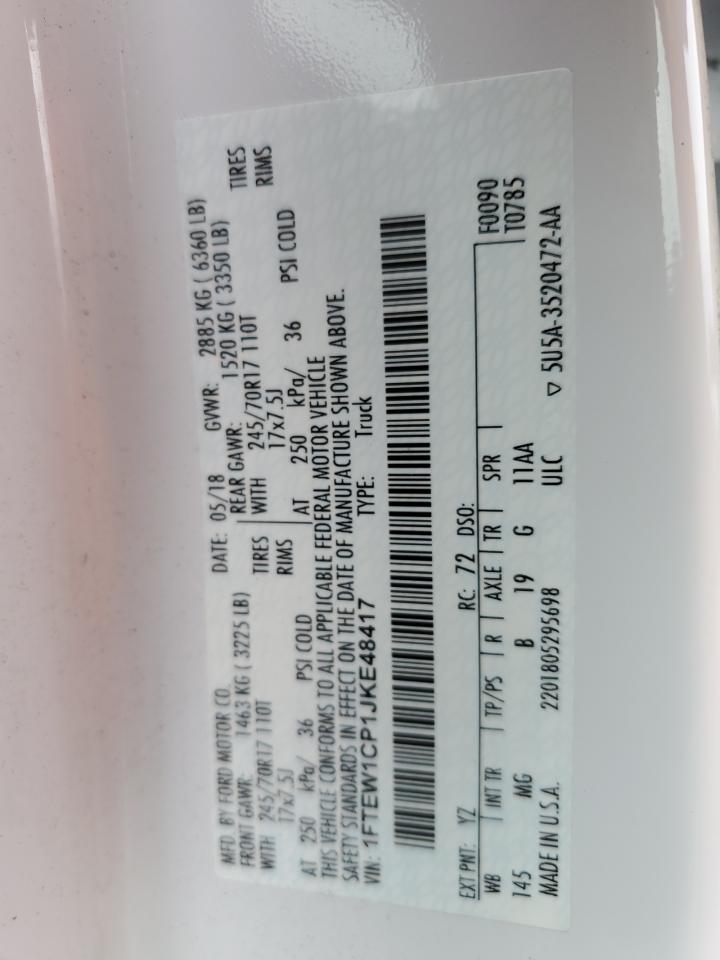 MFD. BY FORD MOTOR CO.
DATE: 05/18 GVWR: 2885 KG ( 6360 LB)
FRONT GAWR: 1463 KG ( 3225 LB)
REAR GAWR: 1520 KG ( 3350 LB)
WITH 245/70R17 110T TIRES
WITH 245/70R17 110T TIRES
17x7.5J RIMS
17x7.5J RIMS
AT 250 kPa/ 36 PSI COLD
AT 250 kPa/ 36 PSI COLD
THIS VEHICLE CONFORMS TO ALL APPLICABLE FEDERAL MOTOR VEHICLE
SAFETY STANDARDS IN EFFECT ON THE DATE OF MANUFACTURE SHOWN ABOVE.
VIN: 1FTEW1CP1JKE48417 TYPE: Truck
EXT PNT: YZ RC: 72 DSO:
WB INT TR TP/PS R AXLE TR SPR F0090
145 MG B 19 G 11AA T0785
MADE IN U.S.A. 2201805295698 ULC ▽ 5U5A-3520472-AA